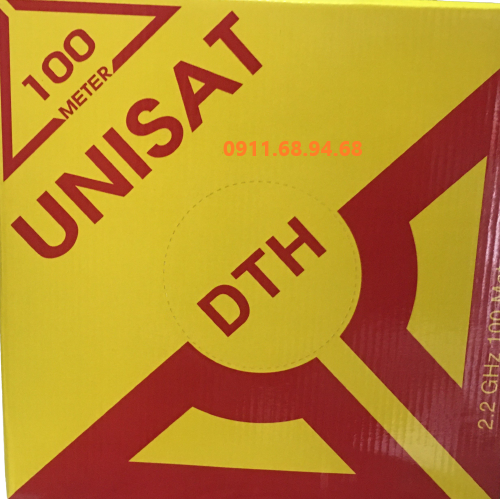 100
METER
UNISAT
0911.68.94.68
DTH
2.2 GHz 100 M